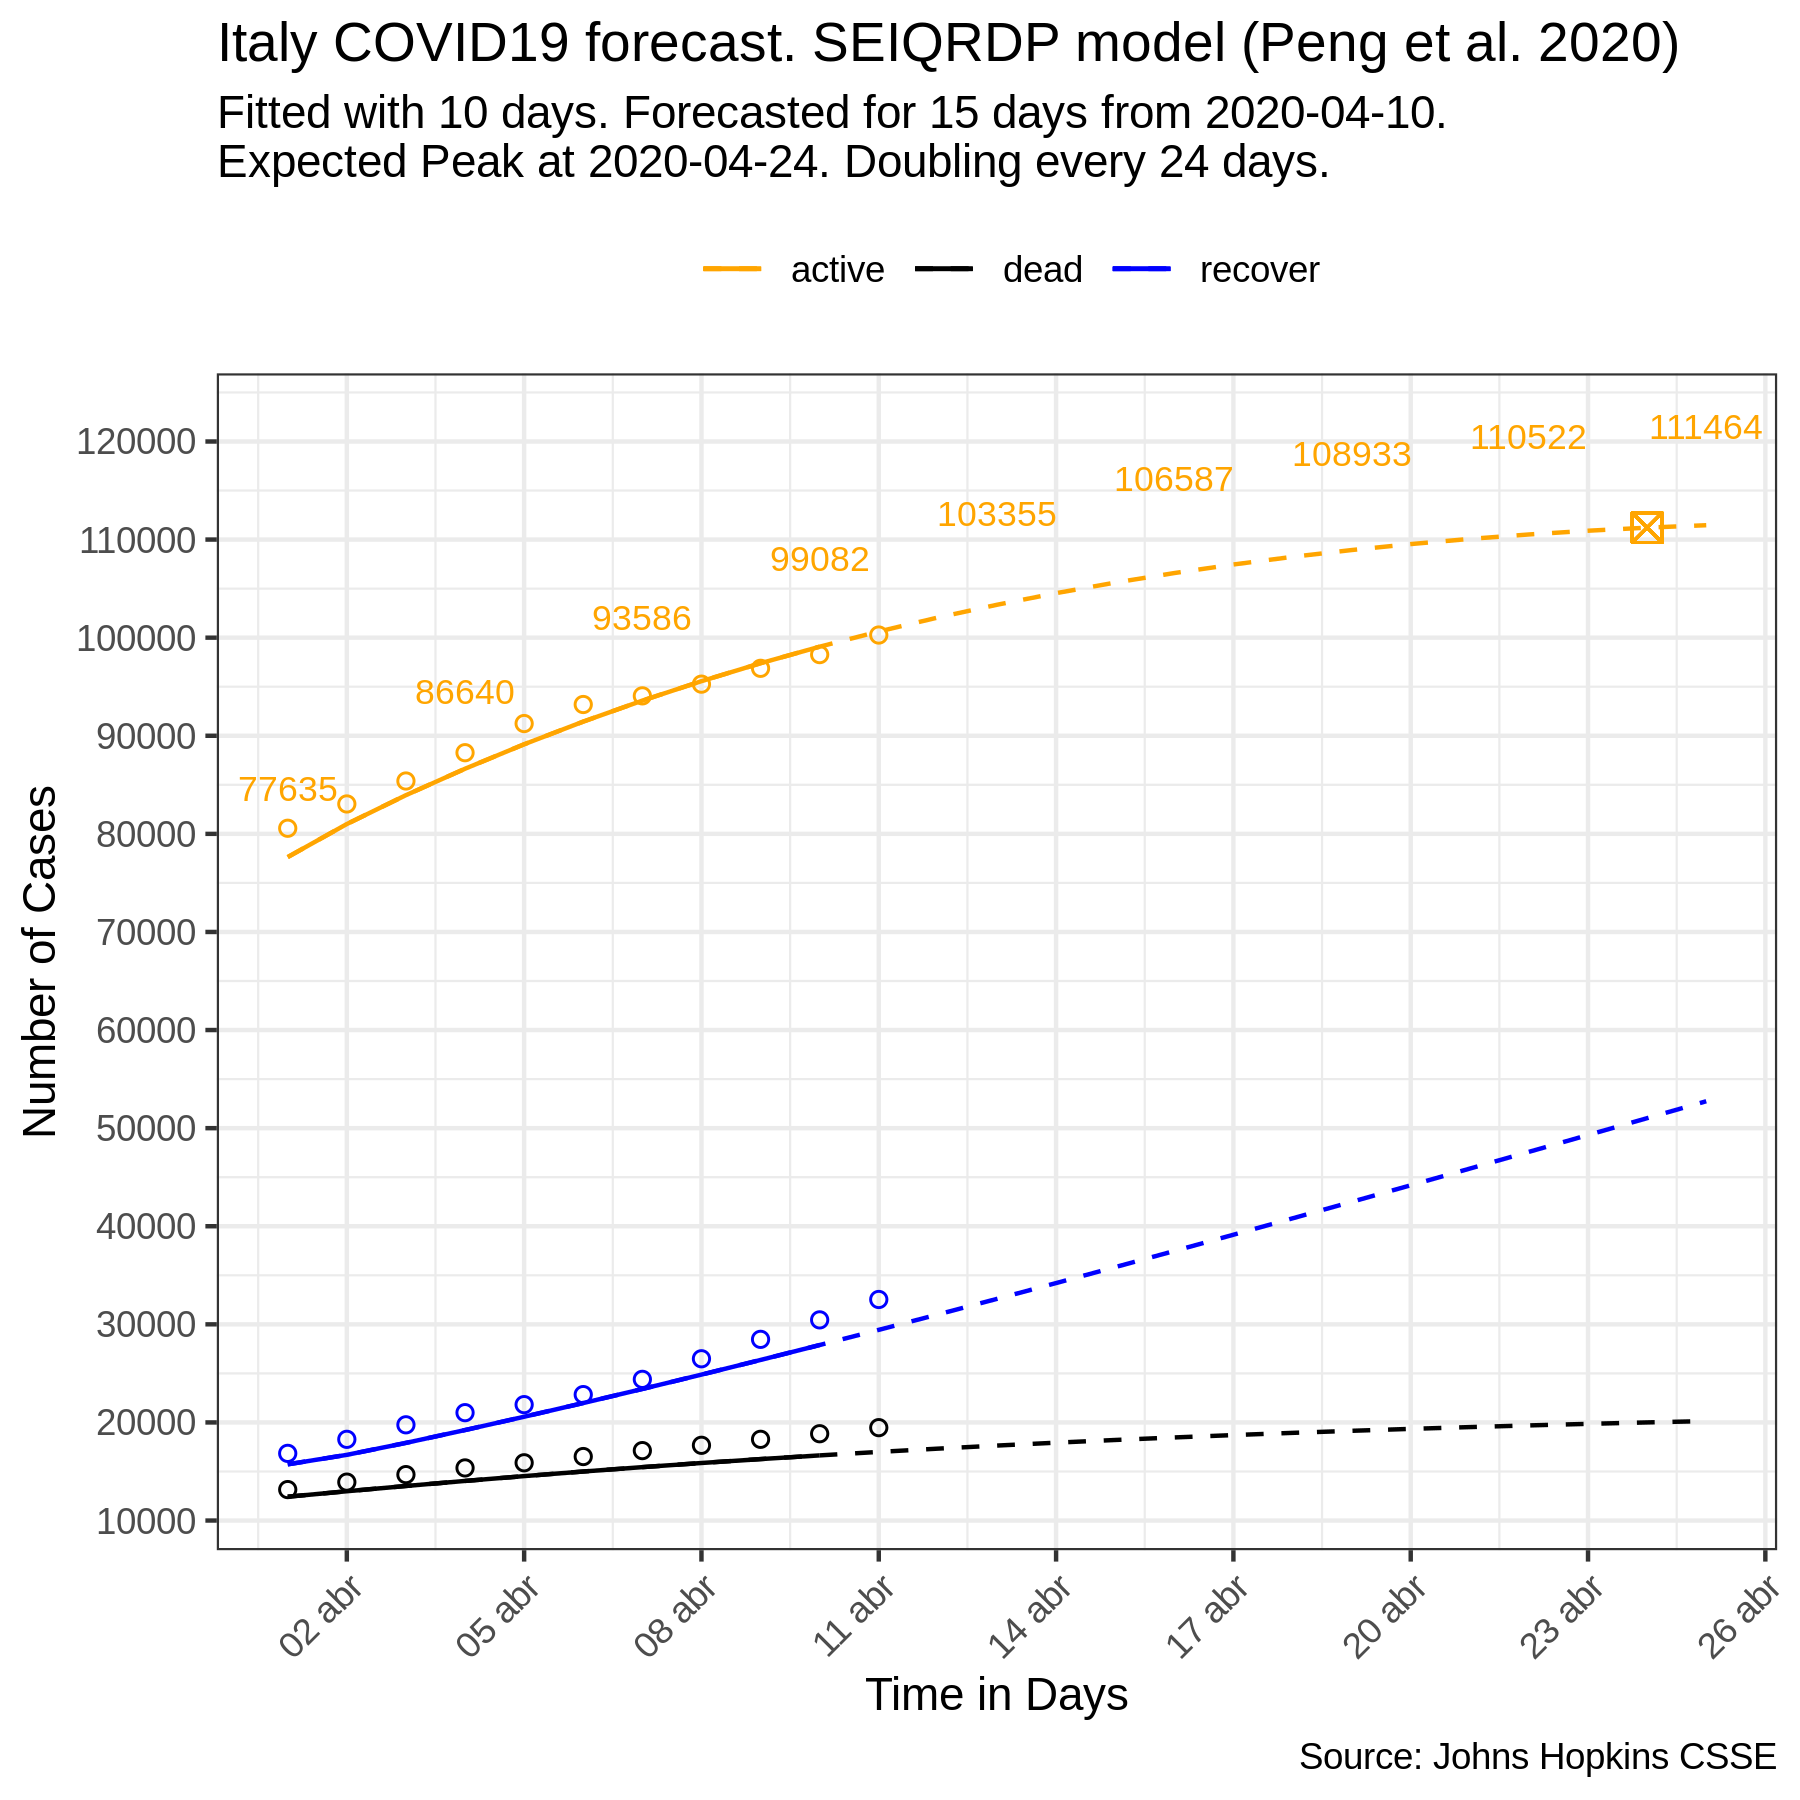 Italy COVID19 forecast. SEIQRDP model (Peng et al. 2020)
Fitted with 10 days. Forecasted for 15 days from 2020-04-10.
Expected Peak at 2020-04-24. Doubling every 24 days.
active dead recover
Number of Cases
120000
110000
100000
90000
80000
70000
60000
50000
40000
30000
20000
10000
77635
86640
93586
99082
103355
106587
108933
110522
111464
02 abr
05 abr
08 abr
11 abr
14 abr
17 abr
20 abr
23 abr
26 abr
Time in Days
Source: Johns Hopkins CSSE